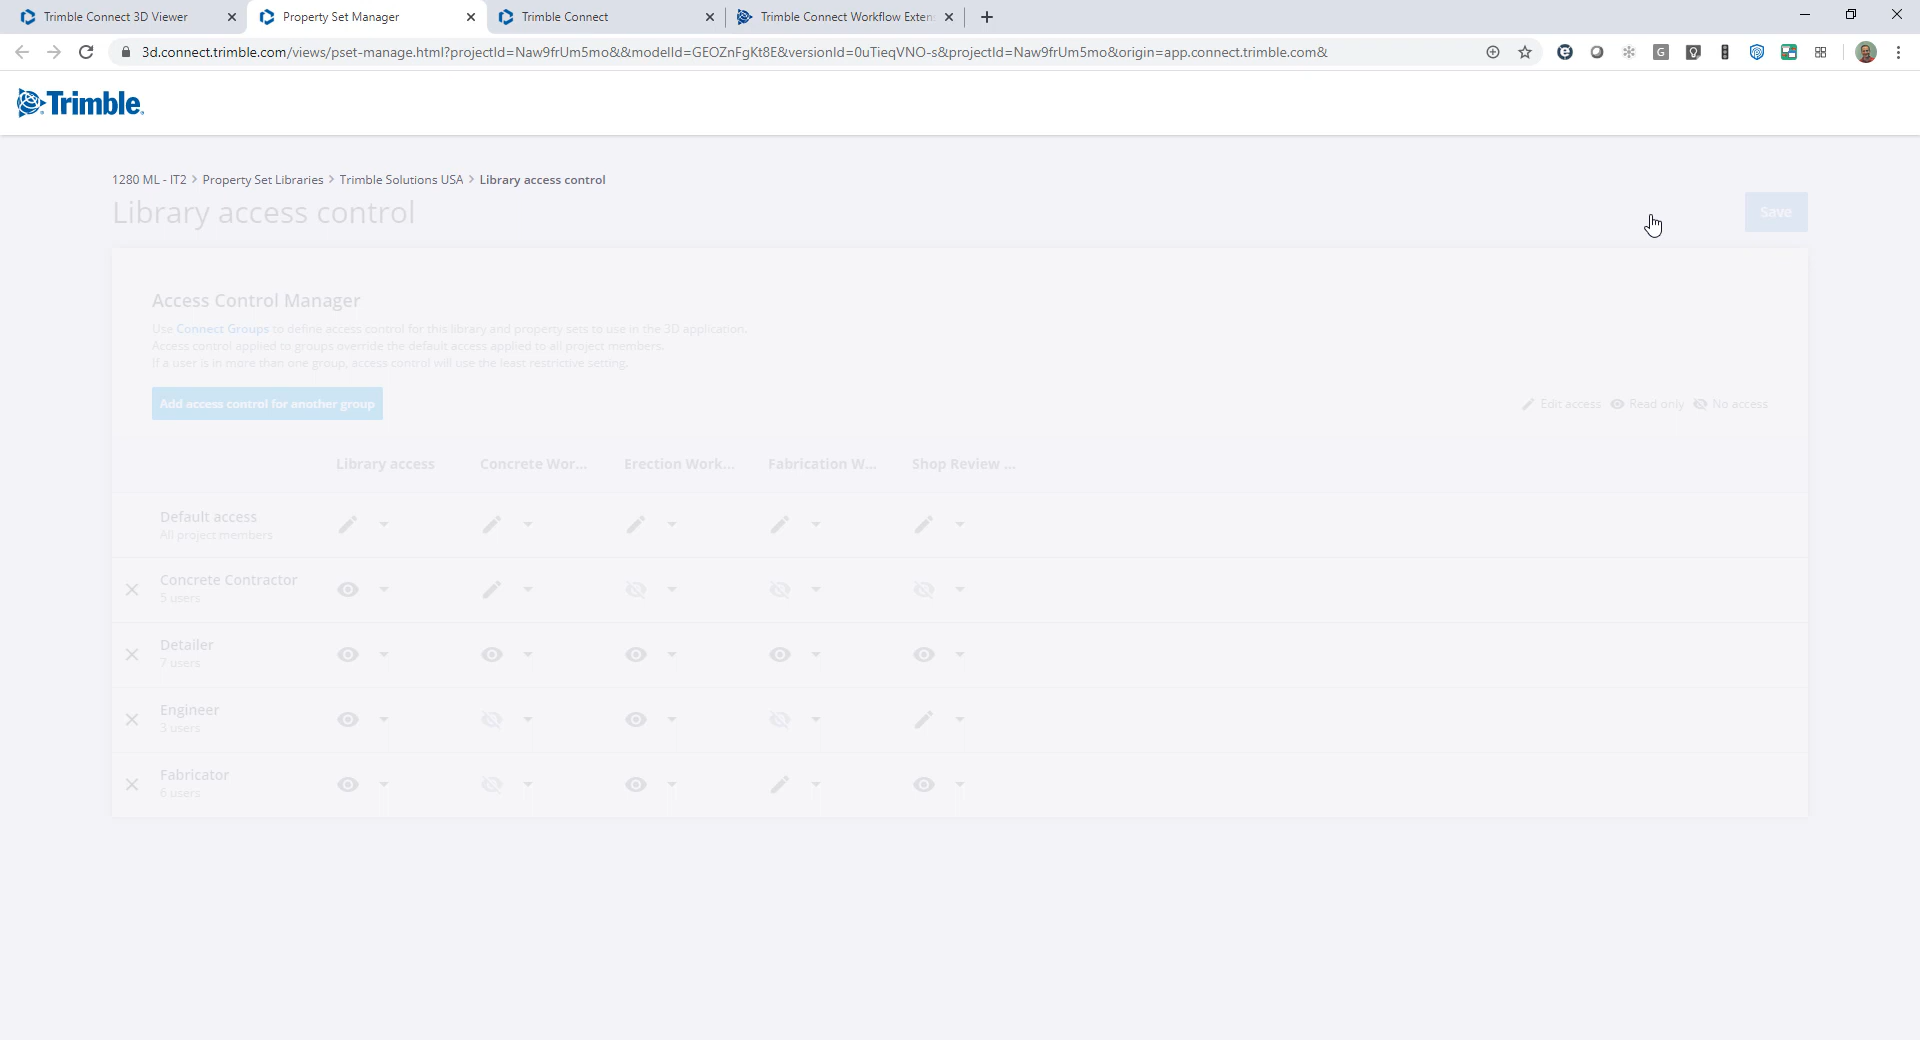 Trimble Connect 3D Viewer
Property Set Manager
Trimble Connect
Trimble Connect Workflow Exten
3d.connect.trimble.com/views/pset-manage.html?projectId=Naw9frUm5mo&&modelId=GEOZnFgKt8E&versionId=0uTieqVNO-s&projectId=Naw9frUm5mo&origin=app.connect.trimble.com&
Trimble
1280 ML - IT2 > Property Set Libraries > Trimble Solutions USA > Library access control
Library access control
Save
Access Control Manager
Use Connect Groups to define access control for this library and property sets to use in the 3D application.
Access control applied to groups override the default access applied to all project members.
If a user is in more than one group, access control will use the least restrictive setting.
Add access control for another group
Edit access Read only No access
Library access Concrete Wor... Erection Work... Fabrication W... Shop Review ...
Default access
All project members
Concrete Contractor
5 users
Detailer
7 users
Engineer
3 users
Fabricator
6 users